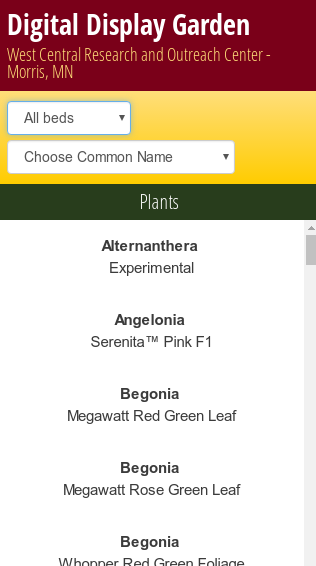 Digital Display Garden
West Central Research and Outreach Center -
Morris, MN
All beds
Choose Common Name
Plants
Alternanthera
Experimental
Angelonia
Serenita™ Pink F1
Begonia
Megawatt Red Green Leaf
Begonia
Megawatt Rose Green Leaf
Begonia
Whopper Red Green Foliage